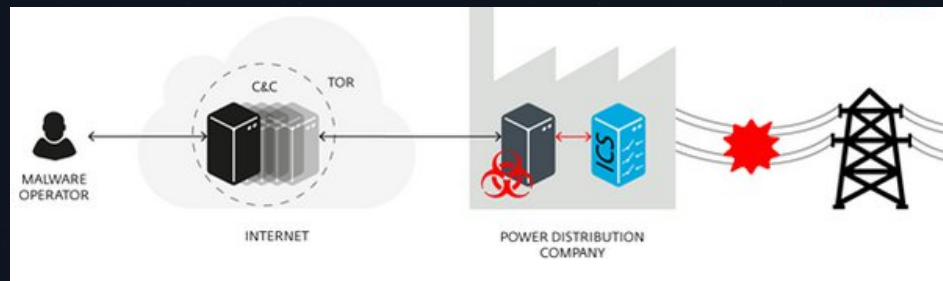 C&C
TOR
ICS
MALWARE
OPERATOR
INTERNET
POWER DISTRIBUTION
COMPANY